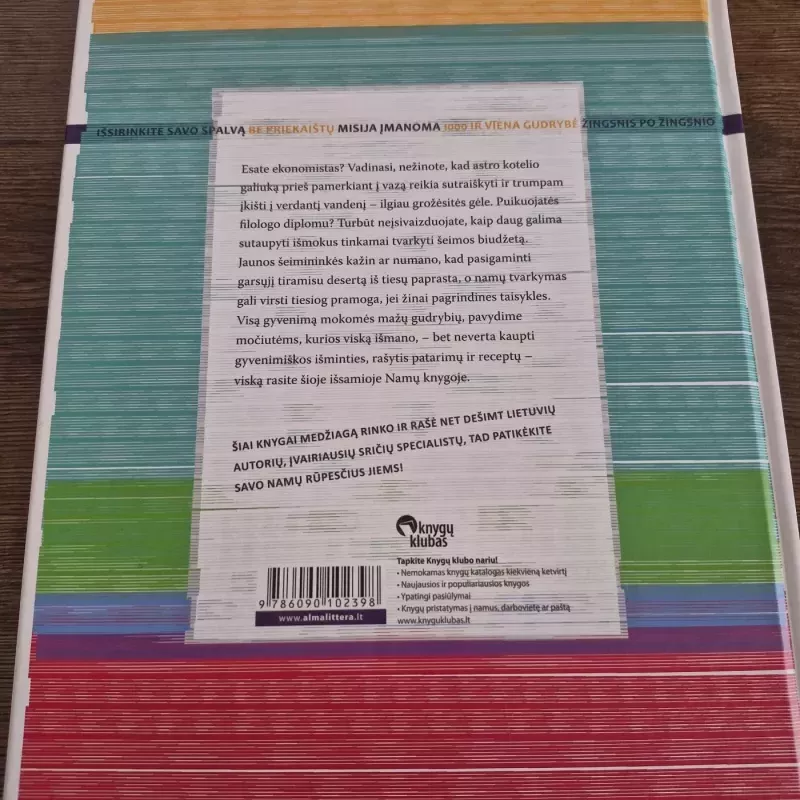 IŠSIRINKITE SAVO SPALVĄ BE PRIEKAIŠTŲ MISIJA ĮMANOMA 1000 IR VIENA GUDRYBĖ ŽINGSNIS PO ŽINGSNIO
Esate ekonomistas? Vadinasi, nežinote, kad astro kotelio
galiuką prieš pamerkiant į vazą reikia sutraiškyti ir trumpam
įkišti į verdantį vandenį – ilgiau grožėsitės gėle. Puikuojatės
filologo diplomu? Turbūt neįsivaizduojate, kaip daug galima
sutaupyti išmokus tinkamai tvarkyti šeimos biudžetą.
Jaunos šeimininkės kažin ar numano, kad pasigaminti
garsųjį tiramisu desertą iš tiesų paprasta, o namų tvarkymas
gali virsti tiesiog pramoga, jei žinai pagrindines taisykles.
Visą gyvenimą mokomės mažų gudrybių, pavydime
močiutėms, kurios viską išmano, – bet neverta kaupti
gyvenimiškos išminties, rašytis patarimų ir receptų –
viską rasite šioje išsamioje Namų knygoje.
ŠIAI KNYGAI MEDŽIAGĄ RINKO IR RAŠĖ NET DEŠIMT LIETUVIŲ
AUTORIŲ, ĮVAIRIAUSIŲ SRIČIŲ SPECIALISTŲ, TAD PATIKĖKITE
SAVO NAMŲ RŪPESČIUS JIEMS!
knygų
klubas
Tapkite Knygų klubo nariu!
• Nemokamas knygų katalogas kiekvieną ketvirtį
• Naujausios ir populiariausios knygos
• Ypatingi pasiūlymai
• Knygų pristatymas į namus, darbovietę ar paštą
www.knyguklubas.lt
9 786090 102398
www.almalittera.lt